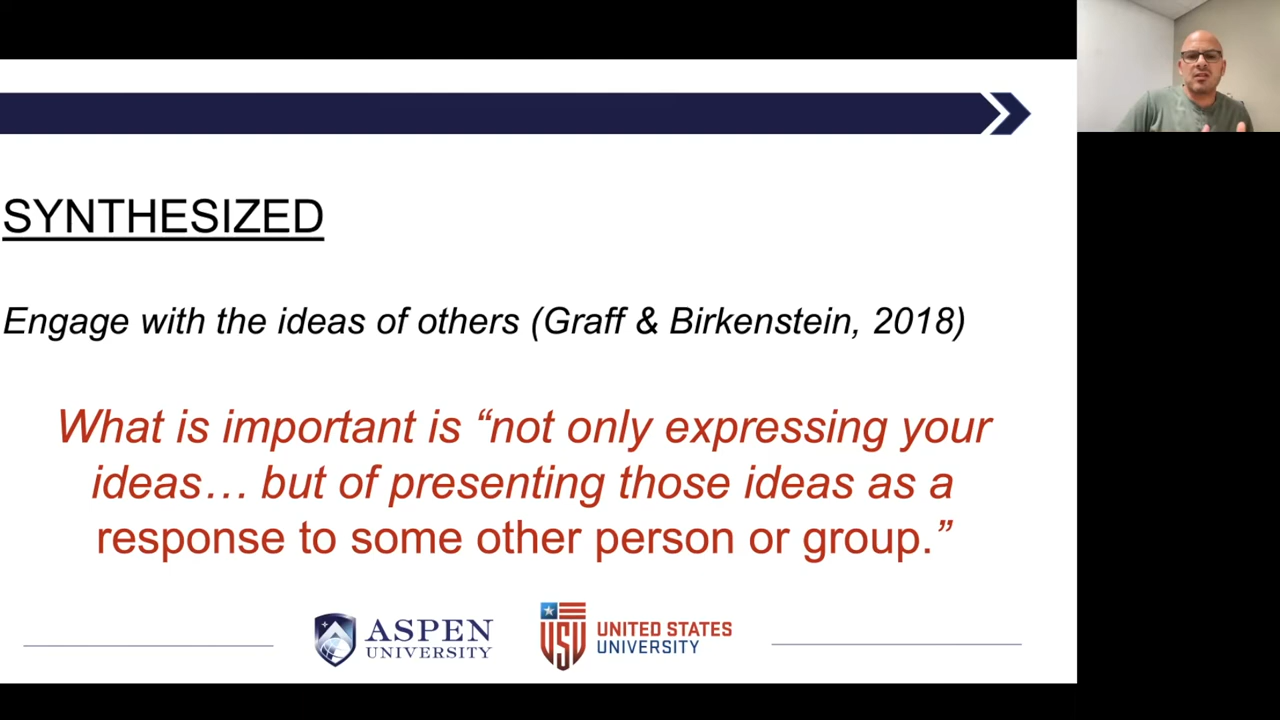 SYNTHESIZED
Engage with the ideas of others (Graff & Birkenstein, 2018)
What is important is “not only expressing your
ideas… but of presenting those ideas as a
response to some other person or group.”
ASPEN
UNIVERSITY
USU
UNITED STATES
UNIVERSITY